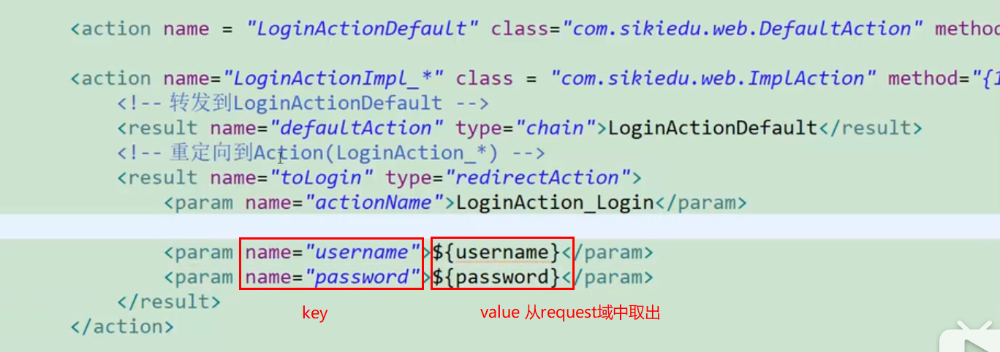 <action name = "LoginActionDefault" class="com.sikiedu.web.DefaultAction" method
<action name="LoginActionImpl_*" class = "com.sikiedu.web.ImplAction" method="{1
<!-- 转发到LoginActionDefault -->
<result name="defaultAction" type="chain">LoginActionDefault</result>
<!-- 重定向到Action(LoginAction_*) -->
<result name="toLogin" type="redirectAction">
<param name="actionName">LoginAction_Login</param>
<param name="username">${username}</param>
<param name="password">${password}</param>
</result>
key value 从request域中取出
</action>